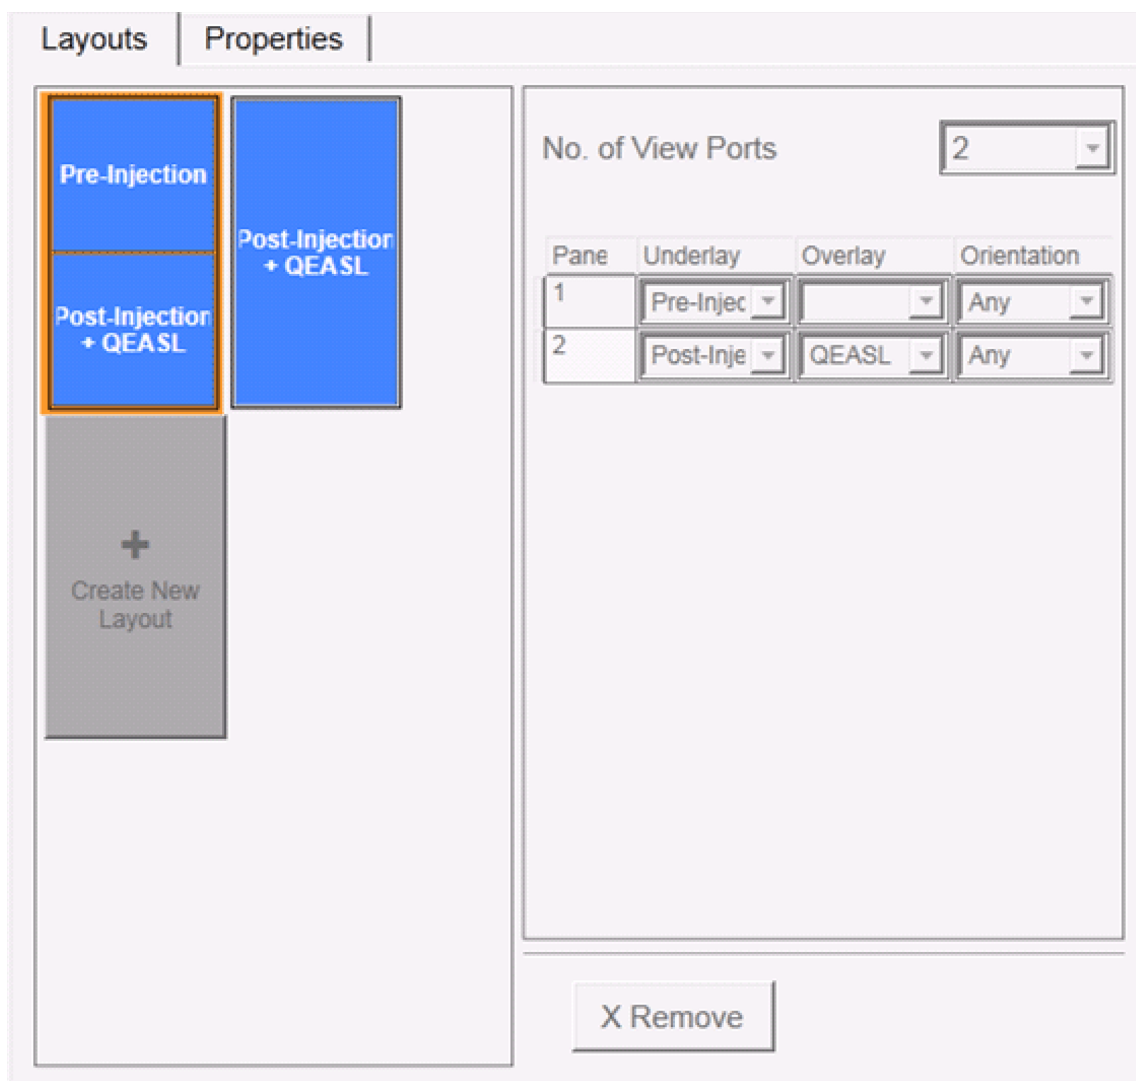 Layouts
Properties
Pre-Injection
Post-Injection
+ QEASL
Post-Injection
+ QEASL
+
Create New
Layout
No. of View Ports
2
Pane Underlay Overlay Orientation
1 Pre-Injec Any
2 Post-Inje QEASL Any
X Remove